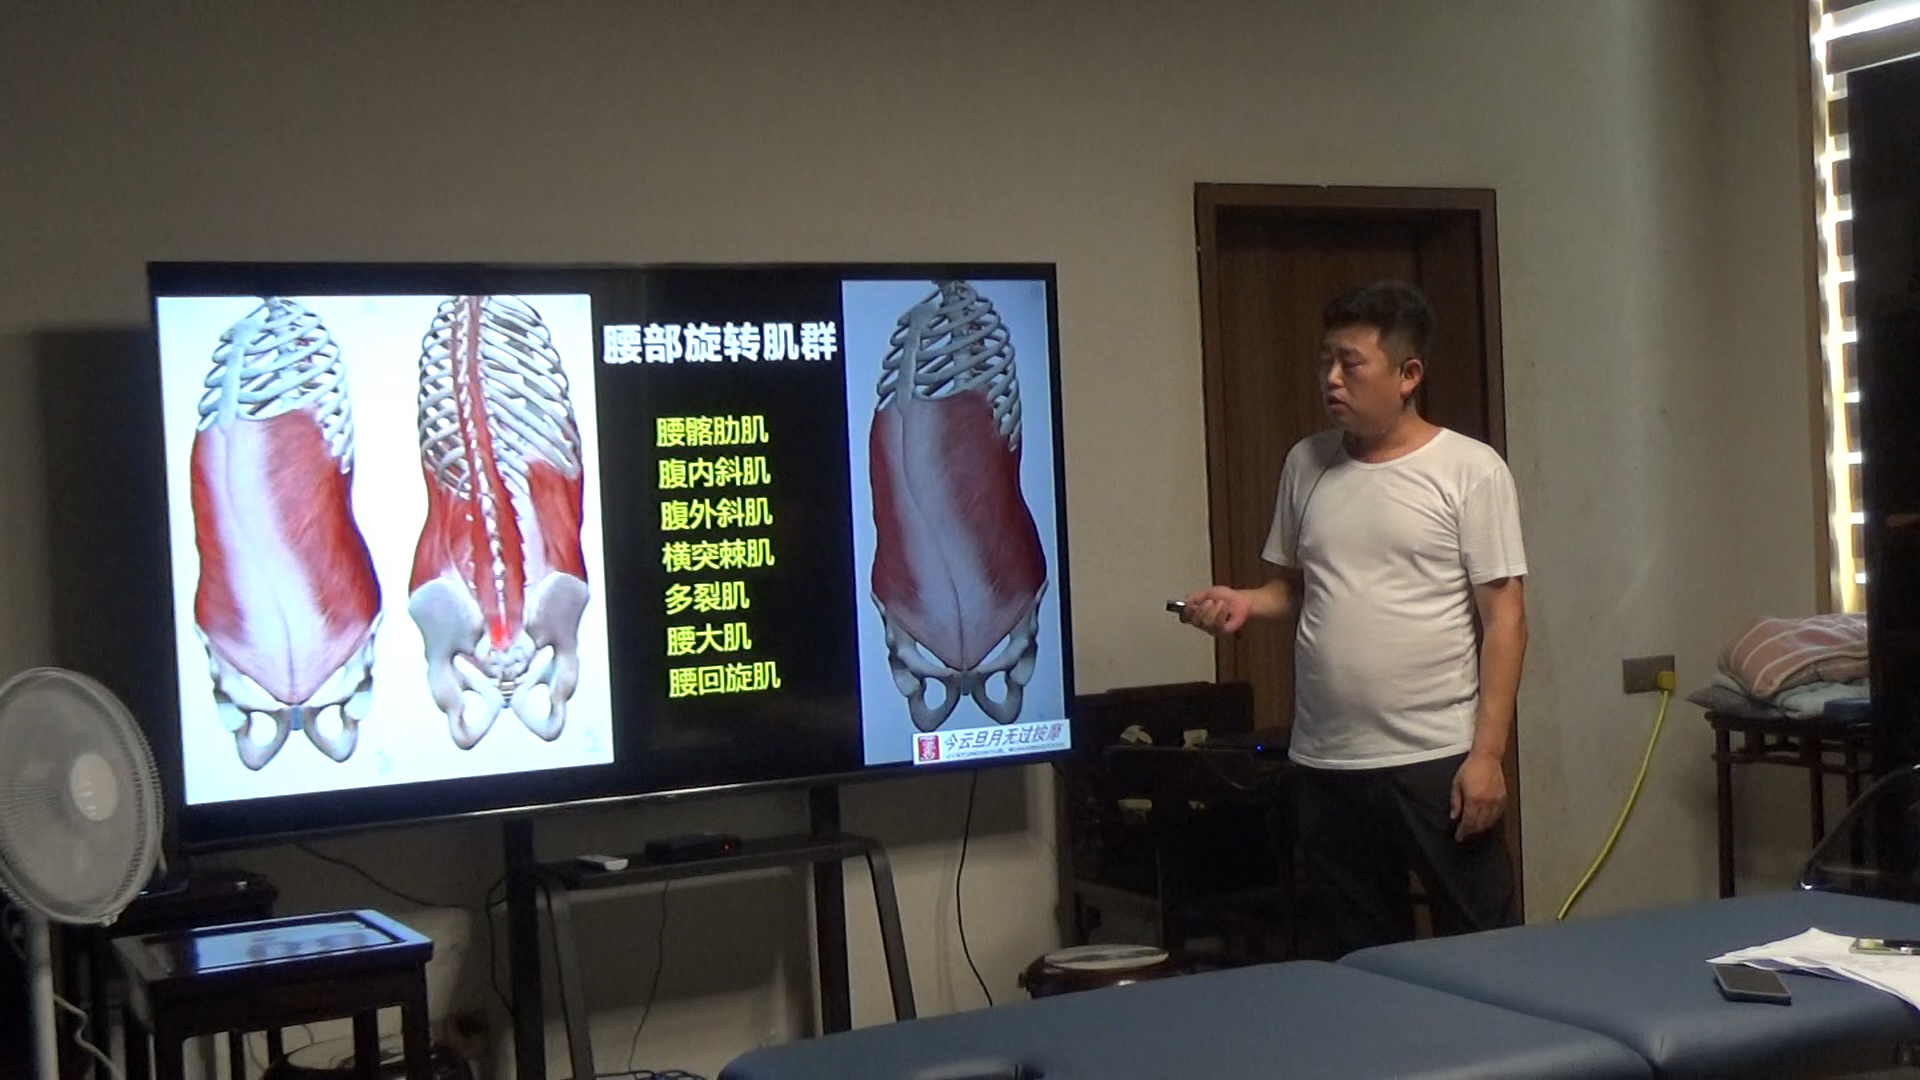 腰部旋转肌群
腰髂肋肌
腹内斜肌
腹外斜肌
横突棘肌
多裂肌
腰大肌
腰回旋肌
今云旦月无过按摩